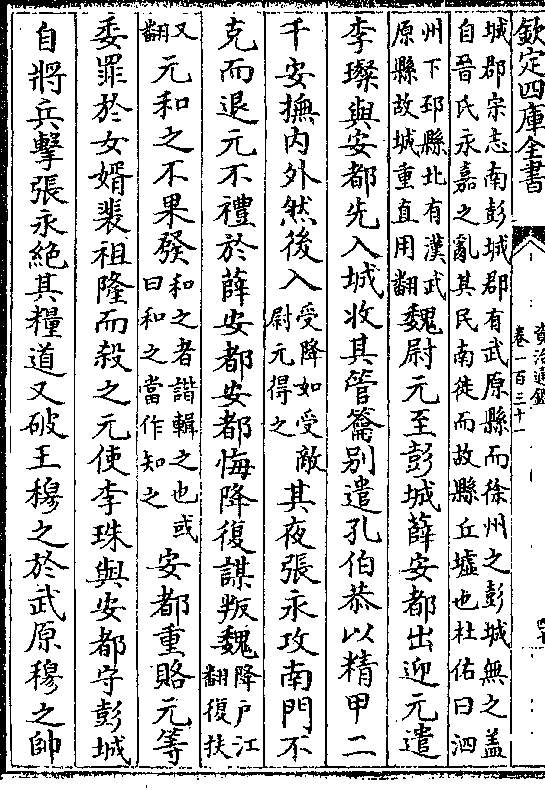 欽定四庫全書
資治通鑑
卷一百三十一
城郡宋志南彭城郡有武原縣而徐州之彭城無之蓋
自晉氏永嘉之亂其民南徙而故縣丘墟也杜佑曰泗
州下邳縣北有漢武
原縣故城重直用翻
魏尉元至彭城薛安都出迎元遣
李璨與安都先入城收其管籥别遣孔伯恭以精甲二
千安撫内外然後入
受降如受敵
尉元得之
其夜張永攻南門不
克而退元不禮於薛安都安都悔降復謀叛魏
降户江
翻復扶
又
翻
元和之不果發
和之者諧輯之也或
曰和之當作知之
安都重賂元等
委罪於女婿裴祖隆而殺之元使李珠與安都守彭城
自將兵擊張永絶其糧道又破王穆之於武原穆之帥